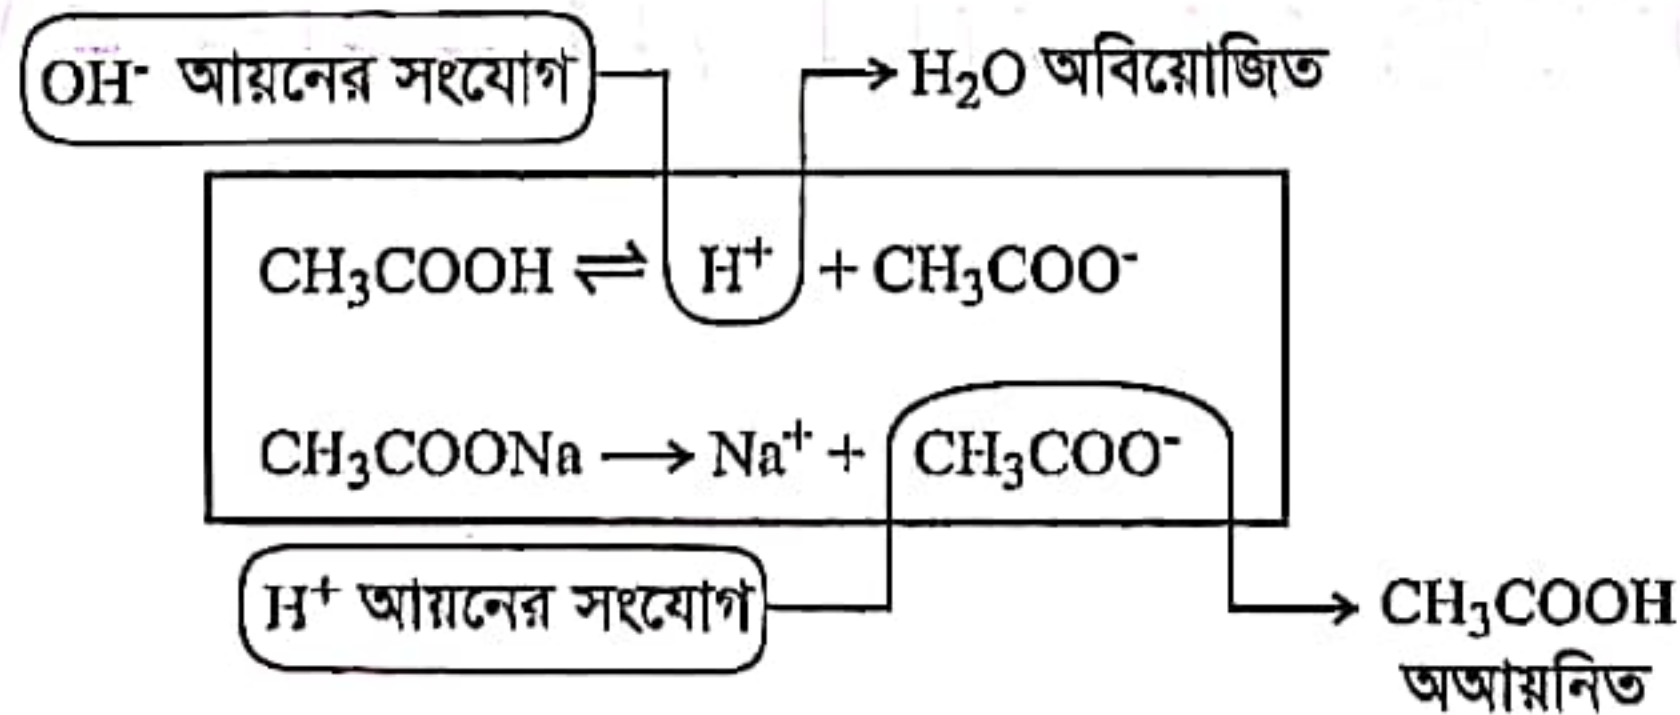 OH⁻ আয়নের সংযোগ → H₂O অবিয়োজিত
CH₃COOH ⇌ H⁺ + CH₃COO⁻
CH₃COONa ⟶ Na⁺ + CH₃COO⁻
H⁺ আয়নের সংযোগ → CH₃COOH
অআয়নিত